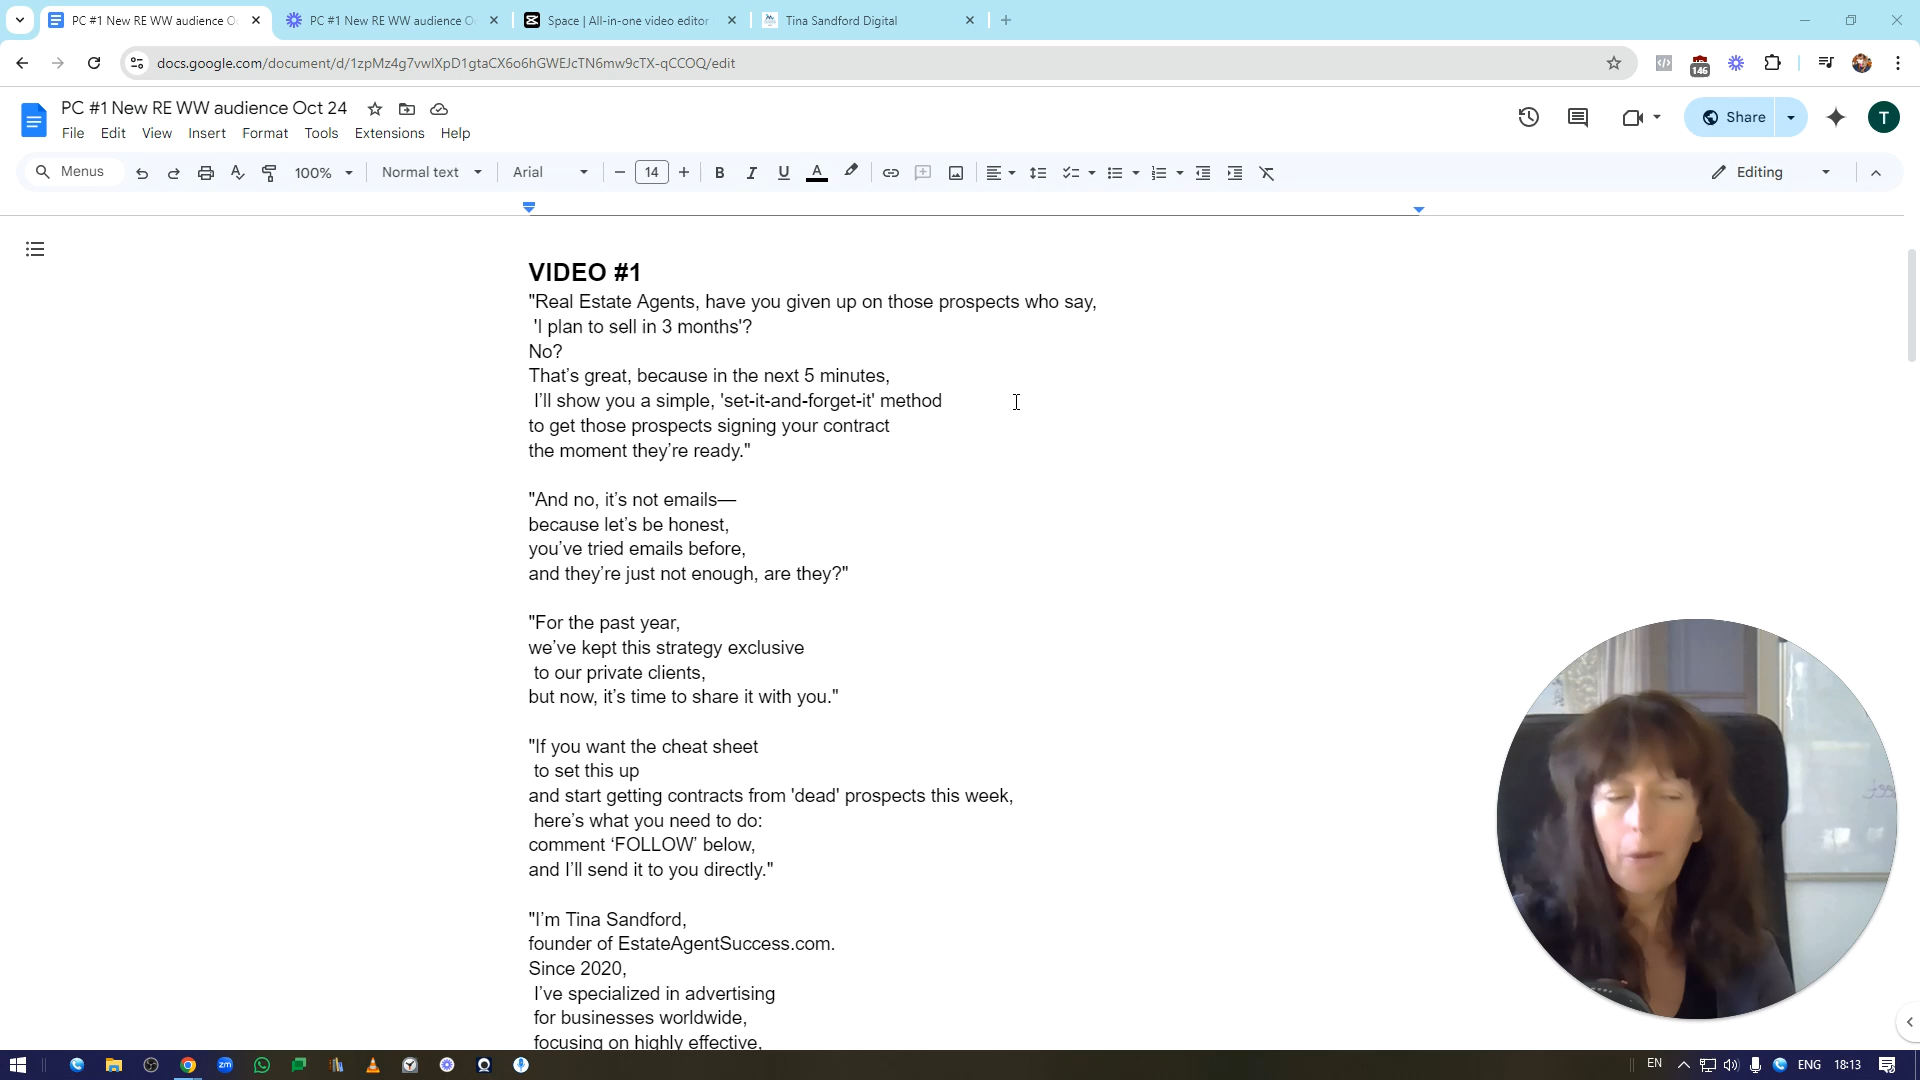 PC #1 New RE WW audience O
PC #1 New RE WW audience O
Space | All-in-one video editor
Tina Sandford Digital
docs.google.com/document/d/1zpMz4g7vwlXpD1gtaCX6o6hGWEJcTN6mw9cTX-qCCOQ/edit
146
PC #1 New RE WW audience Oct 24
File Edit View Insert Format Tools Extensions Help
Share
T
Menus
100%
Normal text
Arial
14
B I U A
Editing
VIDEO #1
"Real Estate Agents, have you given up on those prospects who say,
'I plan to sell in 3 months'?
No?
That’s great, because in the next 5 minutes,
I’ll show you a simple, 'set-it-and-forget-it' method
to get those prospects signing your contract
the moment they’re ready."
"And no, it’s not emails—
because let’s be honest,
you’ve tried emails before,
and they’re just not enough, are they?"
"For the past year,
we’ve kept this strategy exclusive
to our private clients,
but now, it’s time to share it with you."
"If you want the cheat sheet
to set this up
and start getting contracts from 'dead' prospects this week,
here’s what you need to do:
comment ‘FOLLOW’ below,
and I’ll send it to you directly."
"I’m Tina Sandford,
founder of EstateAgentSuccess.com.
Since 2020,
I’ve specialized in advertising
for businesses worldwide,
focusing on highly effective,
zm
EN
ENG
18:13